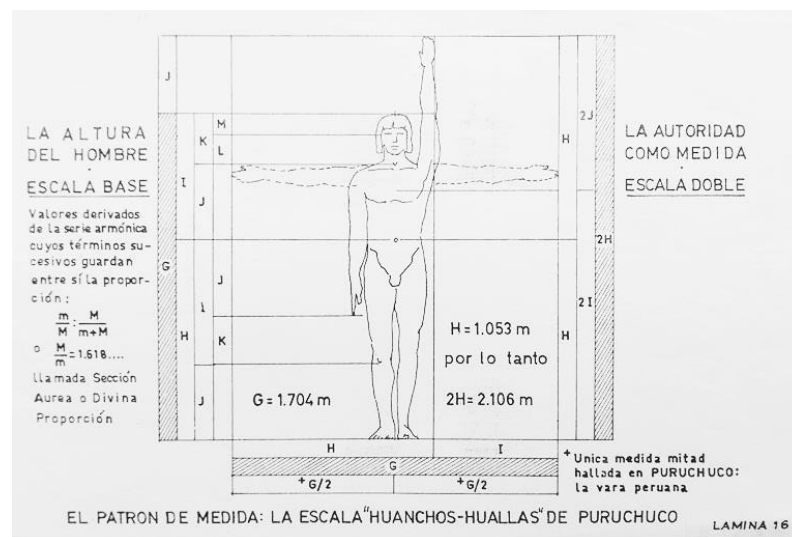 LA ALTURA
DEL HOMBRE
.
ESCALA BASE
Valores derivados
de la serie armónica
cuyos términos su-
cesivos guardan
entre sí la propor-
ción:
m/M : M/m+M
o M/m = 1.618....
llamada Sección
Aurea o Divina
Proporción
J
I
G
H
K
J
i
J
M
L
J
K
G = 1.704 m
H = 1.053 m
por lo tanto
2H = 2.106 m
H
H
2J
2H
2I
LA AUTORIDAD
COMO MEDIDA
.
ESCALA DOBLE
H
I
G
+G/2
+G/2
+ Unica medida mitad
hallada en PURUCHUCO:
la vara peruana
EL PATRON DE MEDIDA: LA ESCALA "HUANCHOS-HUALLAS" DE PURUCHUCO
LAMINA 16